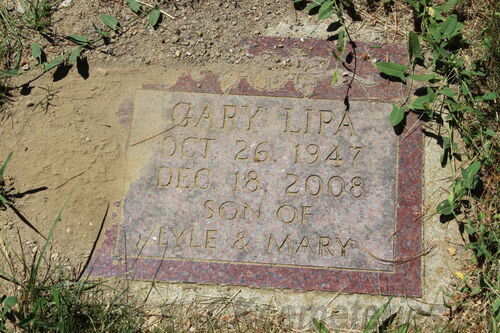 GARY LIPA
OCT. 26, 1947
DEC. 18, 2008
SON OF
LYLE & MARY